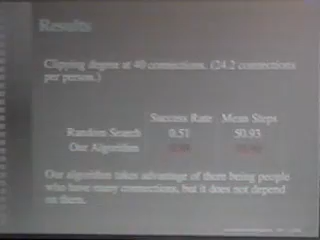 Results
Clipping degree at 40 connections. (24.2 connections
per person.)
Success Rate Mean Steps
Random Search 0.51 50.93
Our Algorithm
Our algorithm takes advantage of there being people
who have many connections, but it does not depend
on them.